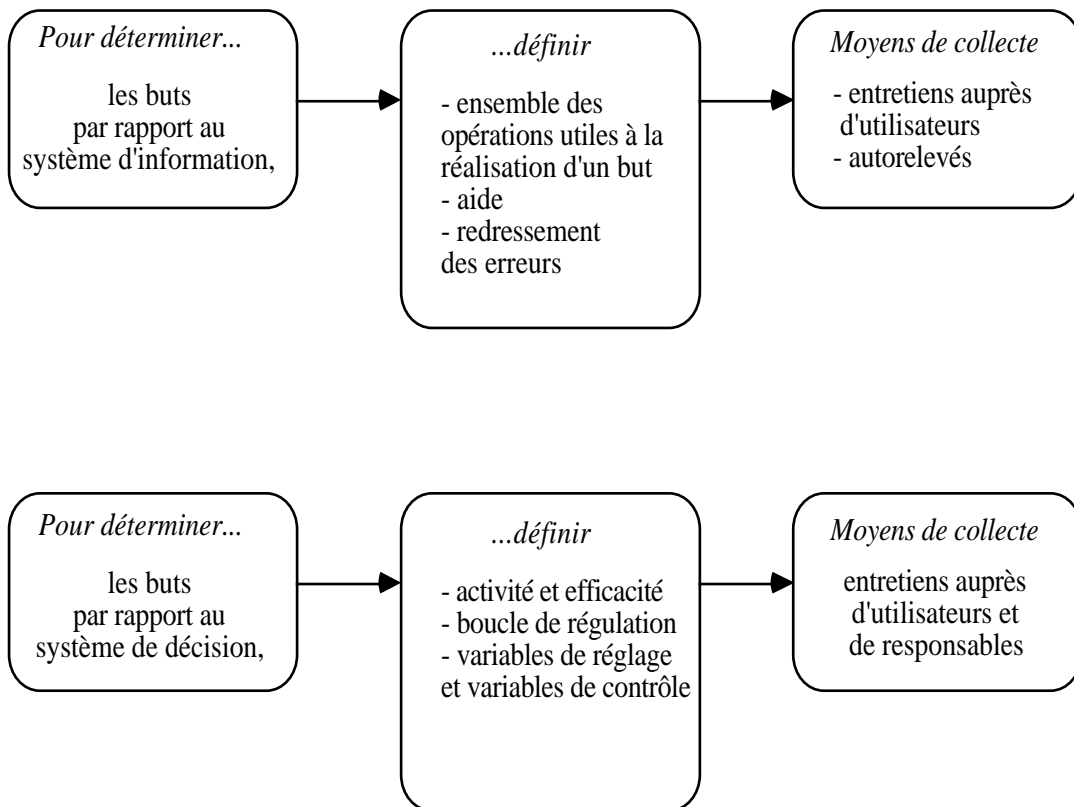 Pour déterminer...
les buts
par rapport au
système d'information,
...définir
- ensemble des
opérations utiles à la
réalisation d'un but
- aide
- redressement
des erreurs
Moyens de collecte
- entretiens auprès
d'utilisateurs
- autorelevés
Pour déterminer...
les buts
par rapport au
système de décision,
...définir
- activité et efficacité
- boucle de régulation
- variables de réglage
et variables de contrôle
Moyens de collecte
entretiens auprès
d'utilisateurs et
de responsables